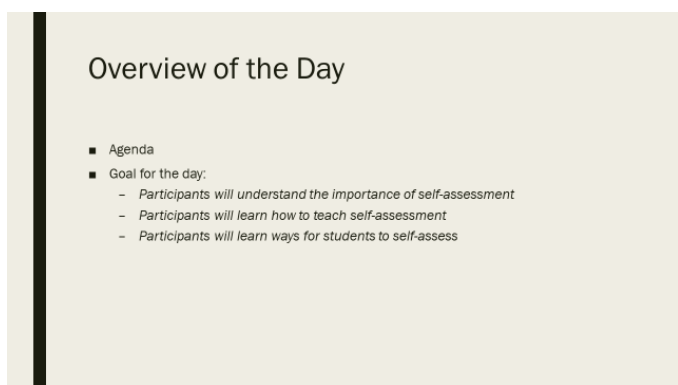 Overview of the Day
■ Agenda
■ Goal for the day:
– Participants will understand the importance of self-assessment
– Participants will learn how to teach self-assessment
– Participants will learn ways for students to self-assess